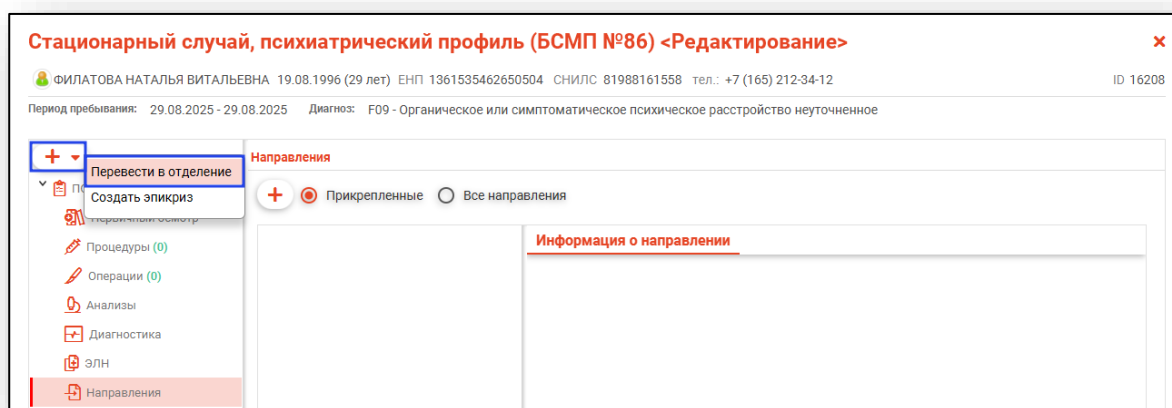 Стационарный случай, психиатрический профиль (БСМП №86) <Редактирование>
ФИЛАТОВА НАТАЛЬЯ ВИТАЛЬЕВНА 19.08.1996 (29 лет) ЕНП 1361535462650504 СНИЛС 81988161558 тел.: +7 (165) 212-34-12 ID 16208
Период пребывания: 29.08.2025 - 29.08.2025 Диагноз: F09 - Органическое или симптоматическое психическое расстройство неуточненное
Перевести в отделение
Создать эпикриз
Первичный осмотр
Процедуры (0)
Операции (0)
Анализы
Диагностика
ЭЛН
Направления
Направления
Прикрепленные Все направления
Информация о направлении